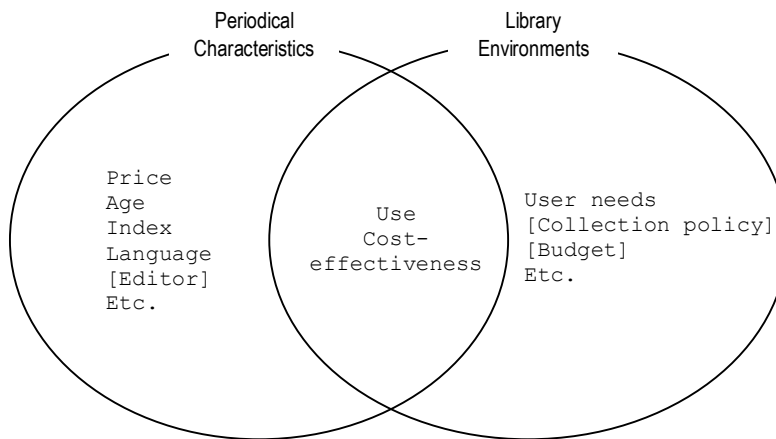 Periodical
Characteristics
Library
Environments
Price
Age
Index
Language
[Editor]
Etc.
Use
Cost-
effectiveness
User needs
[Collection policy]
[Budget]
Etc.